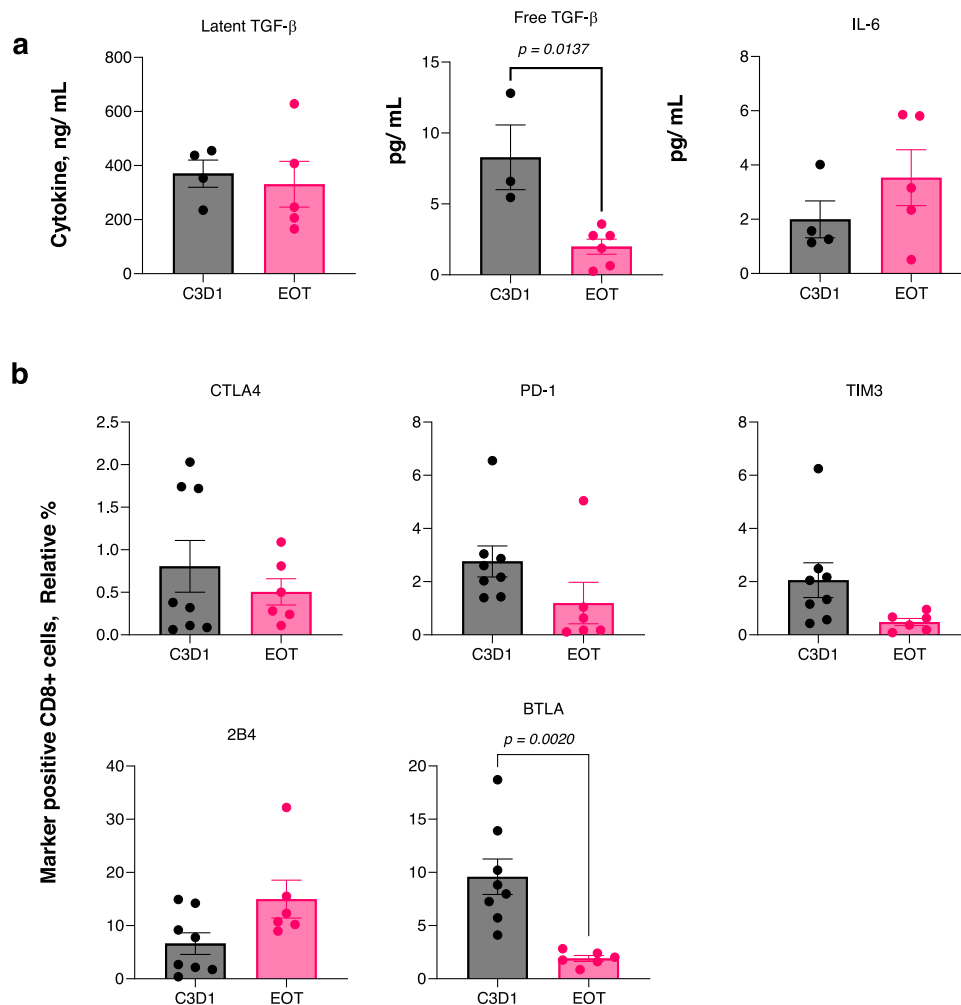 a
Latent TGF-β
Free TGF-β
IL-6
p = 0.0137
Cytokine, ng/ mL
800
600
400
200
0
C3D1
EOT
pg/ mL
15
10
5
0
C3D1
EOT
pg/ mL
8
6
4
2
0
C3D1
EOT
b
Marker positive CD8+ cells, Relative %
CTLA4
2.5
2.0
1.5
1.0
0.5
0.0
C3D1
EOT
PD-1
8
6
4
2
0
C3D1
EOT
TIM3
8
6
4
2
0
C3D1
EOT
2B4
40
30
20
10
0
C3D1
EOT
BTLA
p = 0.0020
20
15
10
5
0
C3D1
EOT